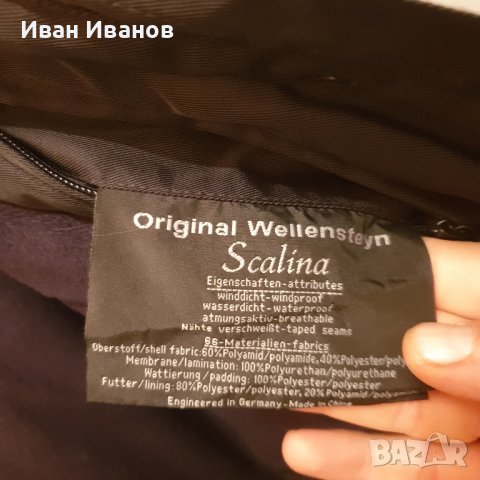 Иван Иванов
Original Wellensteyn
Scalina
Eigenschaften-attributes
winddicht-windproof
wasserdicht-waterproof
atmungsaktiv-breathable
Nähte verschweißt-taped seams
66-Materialien-fabrics
Oberstoff/shell fabric:60%Polyamid/polyamide,40%Polyester/poly
Membrane/lamination:100%Polyurethan/polyurethane
Wattierung/padding:100%Polyester/polyester
Futter/lining:80%Polyester/polyester,20%Polyamid/polyamide
Engineered in Germany-Made in China
BAZAR